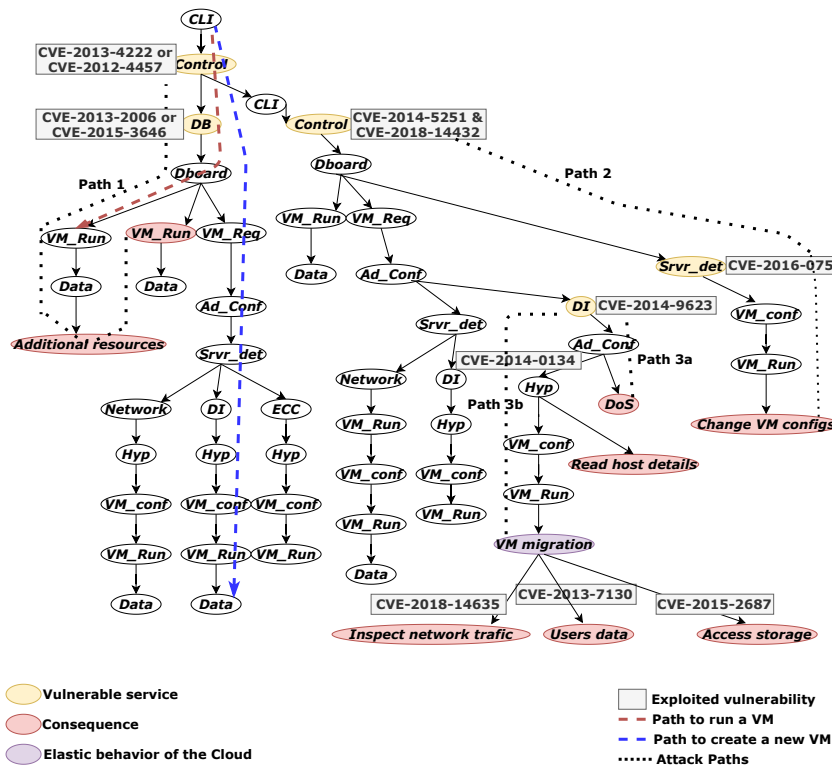 CLI
CVE-2013-4222 or
CVE-2012-4457
Control
CLI
CVE-2013-2006 or
CVE-2015-3646
DB
Control
CVE-2014-5251 &
CVE-2018-14432
Dboard
Dboard
Path 1
Path 2
VM_Run
VM_Run
VM_Req
VM_Run
VM_Req
Data
Data
Data
Ad_Conf
Srvr_det
CVE-2016-075
Ad_Conf
DI
CVE-2014-9623
VM_conf
Additional resources
Srvr_det
Srvr_det
Ad_Conf
CVE-2014-0134
Path 3a
VM_Run
Network
DI
Hyp
DoS
Path 3b
Network
DI
ECC
VM_Run
Hyp
Change VM configs
Hyp
Hyp
Hyp
VM_conf
VM_conf
VM_conf
Read host details
VM_conf
VM_conf
VM_conf
VM_Run
VM_Run
VM_Run
VM_Run
VM_Run
VM_Run
VM_Run
VM migration
Data
Data
Data
CVE-2018-14635
CVE-2013-7130
CVE-2015-2687
Inspect network trafic
Users data
Access storage
Vulnerable service
Consequence
Elastic behavior of the Cloud
Exploited vulnerability
Path to run a VM
Path to create a new VM
Attack Paths